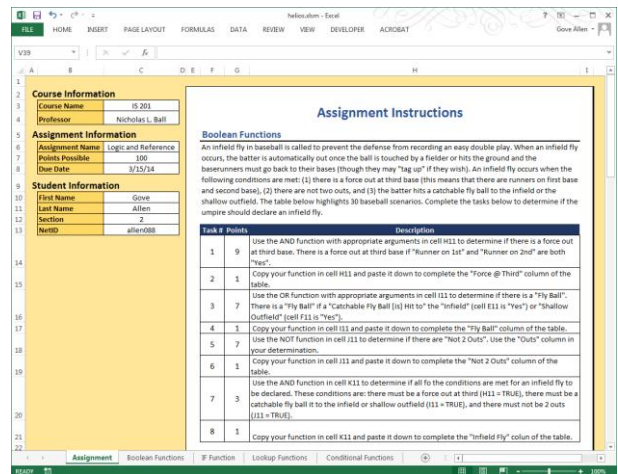 helios.xlsm - Excel
FILE HOME INSERT PAGE LAYOUT FORMULAS DATA REVIEW VIEW DEVELOPER ACROBAT Gove Allen
V39 fx
A B C D E F G H I
1
2 Course Information
3 Course Name IS 201
4 Professor Nicholas L. Ball
Assignment Instructions
5 Assignment Information
Boolean Functions
6 Assignment Name Logic and Reference
7 Points Possible 100
8 Due Date 3/15/14
9 Student Information
10 First Name Gove
11 Last Name Allen
12 Section 2
13 NetID allen088
An infield fly in baseball is called to prevent the defense from recording an easy double play. When an infield fly
occurs, the batter is automatically out once the ball is touched by a fielder or hits the ground and the
baserunners must go back to their bases (though they may "tag up" if they wish). An infield fly occurs when the
following conditions are met: (1) there is a force out at third base (this means that there are runners on first base
and second base), (2) there are not two outs, and (3) the batter hits a catchable fly ball to the infield or the
shallow outfield. The table below highlights 30 baseball scenarios. Complete the tasks below to determine if the
umpire should declare an infield fly.
Task # Points Description
14 1 9 Use the AND function with appropriate arguments in cell H11 to determine if there is a force out
at third base. There is a force out at third base if "Runner on 1st" and "Runner on 2nd" are both
"Yes".
15 2 1 Copy your function in cell H11 and paste it down to complete the "Force @ Third" column of the
table.
16 3 7 Use the OR function with appropriate arguments in cell I11 to determine if there is a "Fly Ball".
There is a "Fly Ball" if a "Catchable Fly Ball [is] Hit to" the "Infield" (cell E11 is "Yes") or "Shallow
Outfield" (cell F11 is "Yes").
17 4 1 Copy your function in cell I11 and paste it down to complete the "Fly Ball" column of the table.
18 5 7 Use the NOT function in cell J11 to determine if there are "Not 2 Outs". Use the "Outs" column in
your determination.
19 6 1 Copy your function in cell J11 and paste it down to complete the "Not 2 Outs" column of the
table.
20 7 3 Use the AND function in cell K11 to determine if all fo the conditions are met for an infield fly to
be declared. These conditions are: there must be a force out at third (H11 = TRUE), there must be a
catchable fly ball it to the infield or shallow outfield (I11 = TRUE), and there must not be 2 outs
(J11 = TRUE).
21 8 1 Copy your function in cell K11 and paste it down to complete the "Infield Fly" colun of the table.
22
Assignment Boolean Functions IF Function Lookup Functions Conditional Functions
READY 100%